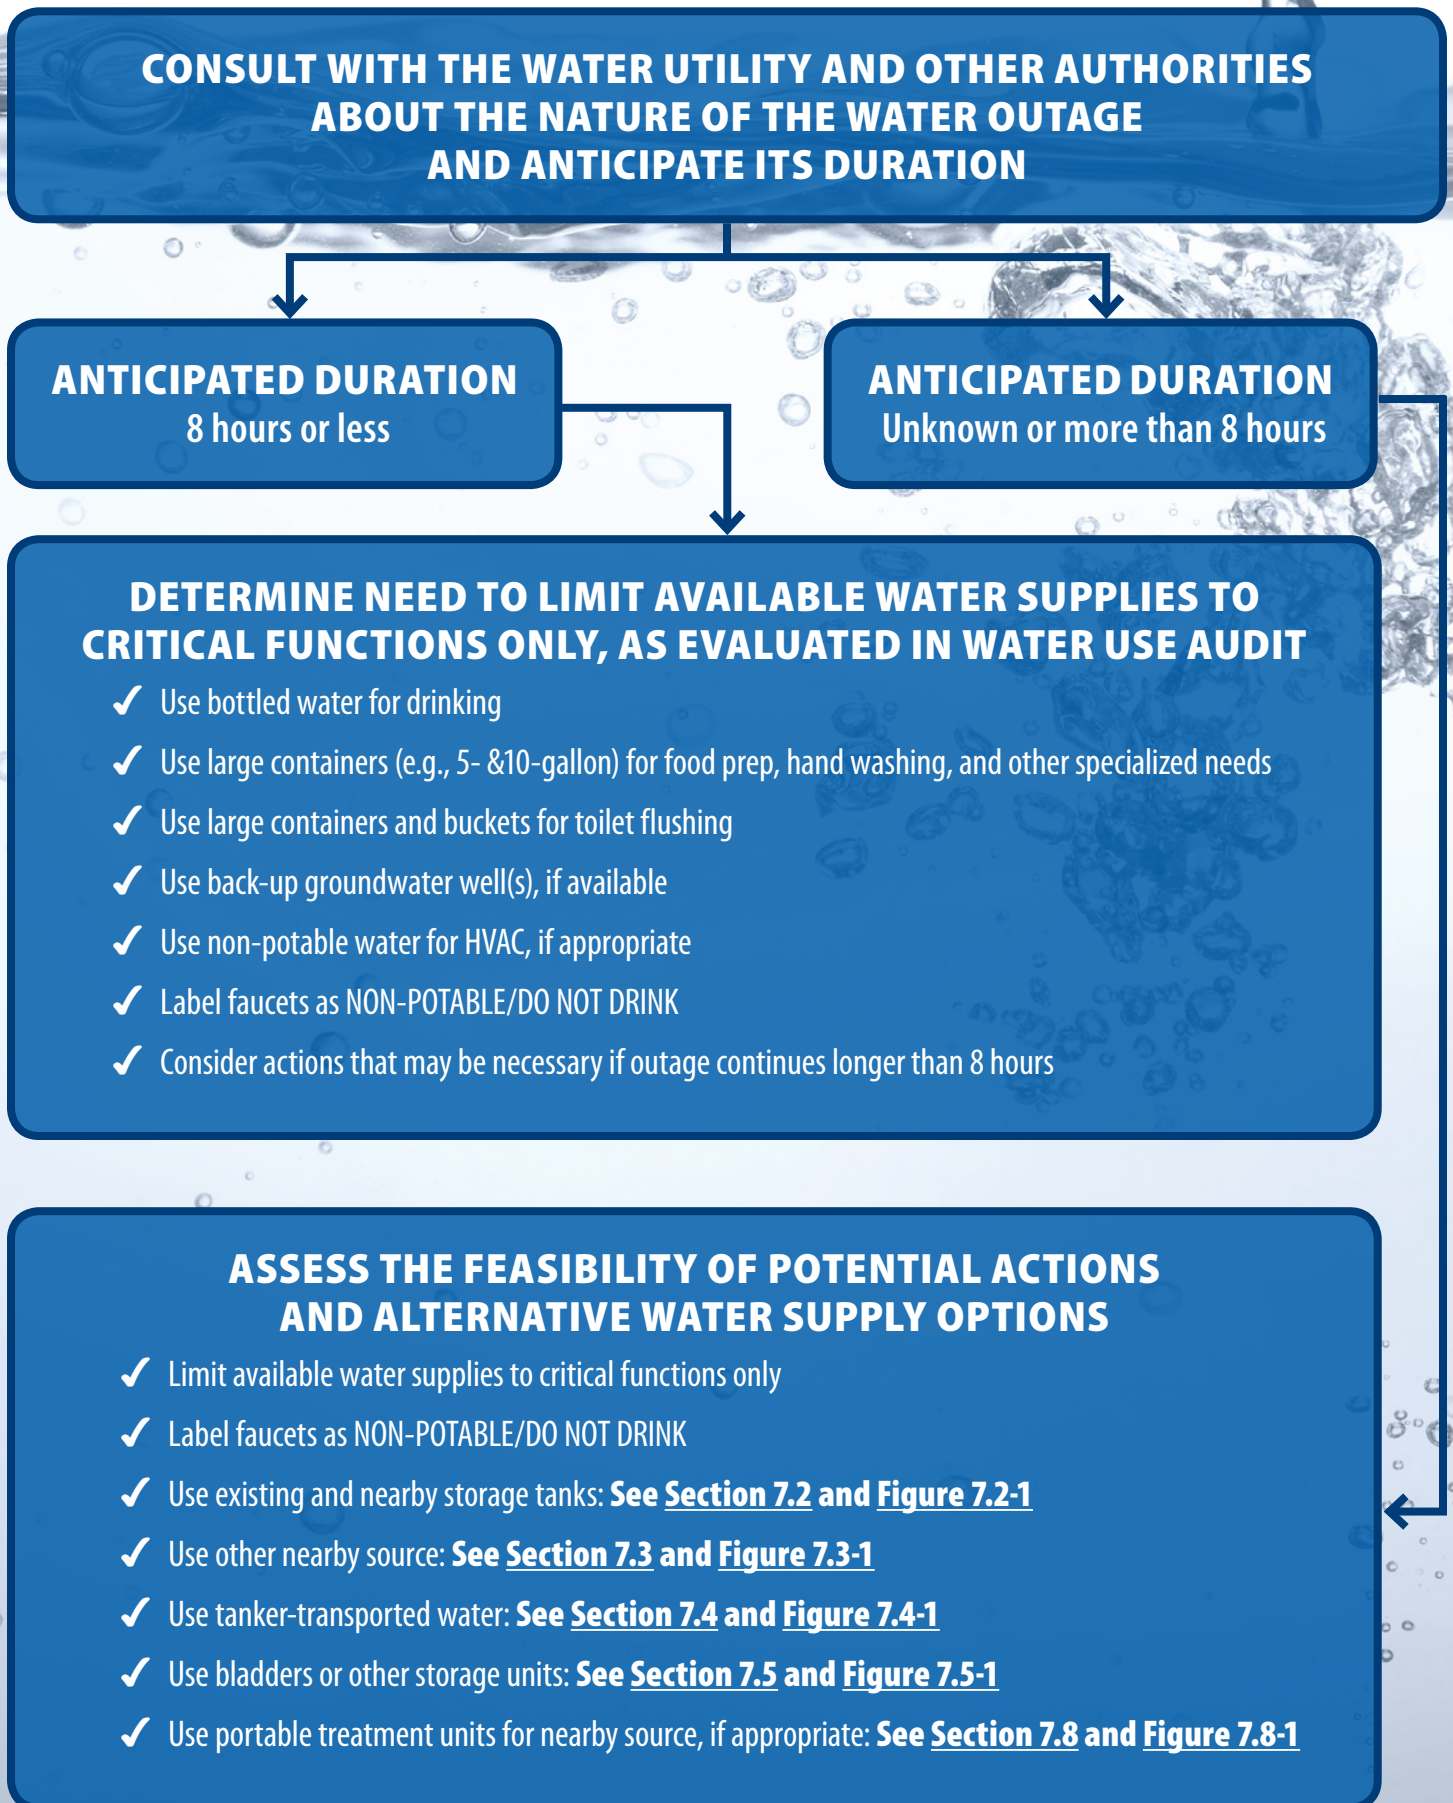 CONSULT WITH THE WATER UTILITY AND OTHER AUTHORITIES
ABOUT THE NATURE OF THE WATER OUTAGE
AND ANTICIPATE ITS DURATION
ANTICIPATED DURATION
8 hours or less
ANTICIPATED DURATION
Unknown or more than 8 hours
DETERMINE NEED TO LIMIT AVAILABLE WATER SUPPLIES TO
CRITICAL FUNCTIONS ONLY, AS EVALUATED IN WATER USE AUDIT
✓ Use bottled water for drinking
✓ Use large containers (e.g., 5- &10-gallon) for food prep, hand washing, and other specialized needs
✓ Use large containers and buckets for toilet flushing
✓ Use back-up groundwater well(s), if available
✓ Use non-potable water for HVAC, if appropriate
✓ Label faucets as NON-POTABLE/DO NOT DRINK
✓ Consider actions that may be necessary if outage continues longer than 8 hours
ASSESS THE FEASIBILITY OF POTENTIAL ACTIONS
AND ALTERNATIVE WATER SUPPLY OPTIONS
✓ Limit available water supplies to critical functions only
✓ Label faucets as NON-POTABLE/DO NOT DRINK
✓ Use existing and nearby storage tanks: See Section 7.2 and Figure 7.2-1
✓ Use other nearby source: See Section 7.3 and Figure 7.3-1
✓ Use tanker-transported water: See Section 7.4 and Figure 7.4-1
✓ Use bladders or other storage units: See Section 7.5 and Figure 7.5-1
✓ Use portable treatment units for nearby source, if appropriate: See Section 7.8 and Figure 7.8-1